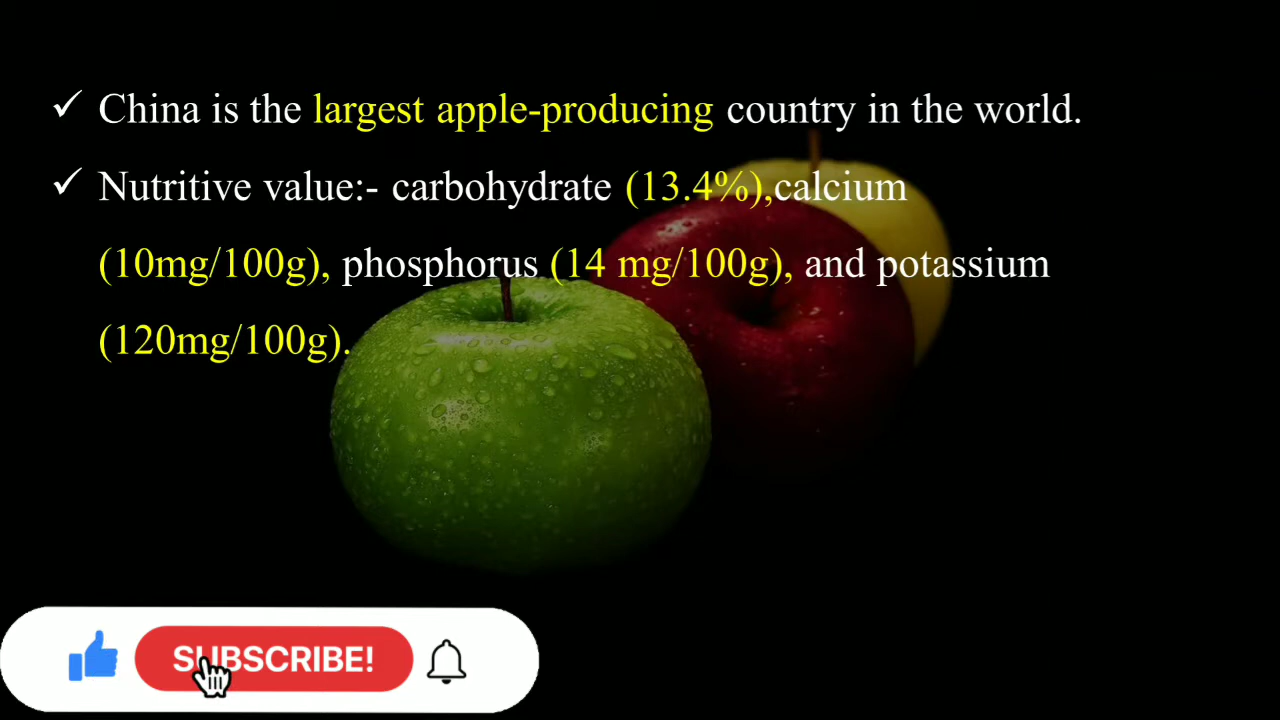 ✓ China is the largest apple-producing country in the world.
✓ Nutritive value:- carbohydrate (13.4%),calcium
(10mg/100g), phosphorus (14 mg/100g), and potassium
(120mg/100g).
SUBSCRIBE!